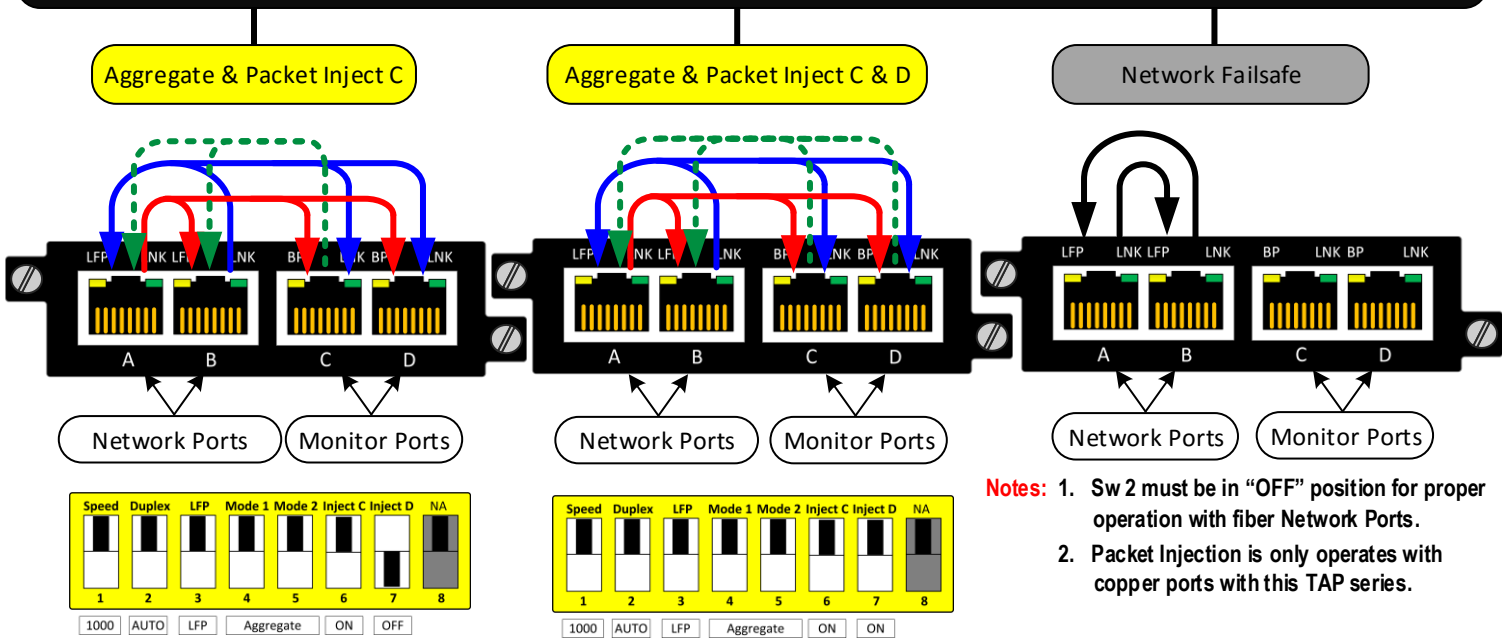 Aggregate & Packet Inject C
Aggregate & Packet Inject C & D
Network Failsafe
LFP LNK LFP LNK BP LNK BP LNK
A B C D
Network Ports
Monitor Ports
LFP LNK LFP LNK BP LNK BP LNK
A B C D
Network Ports
Monitor Ports
LFP LNK LFP LNK BP LNK BP LNK
A B C D
Network Ports
Monitor Ports
Speed Duplex LFP Mode 1 Mode 2 Inject C Inject D NA
1 2 3 4 5 6 7 8
1000 AUTO LFP Aggregate ON OFF
Speed Duplex LFP Mode 1 Mode 2 Inject C Inject D NA
1 2 3 4 5 6 7 8
1000 AUTO LFP Aggregate ON ON
Notes: 1. Sw 2 must be in “OFF” position for proper
operation with fiber Network Ports.
2. Packet Injection is only operates with
copper ports with this TAP series.